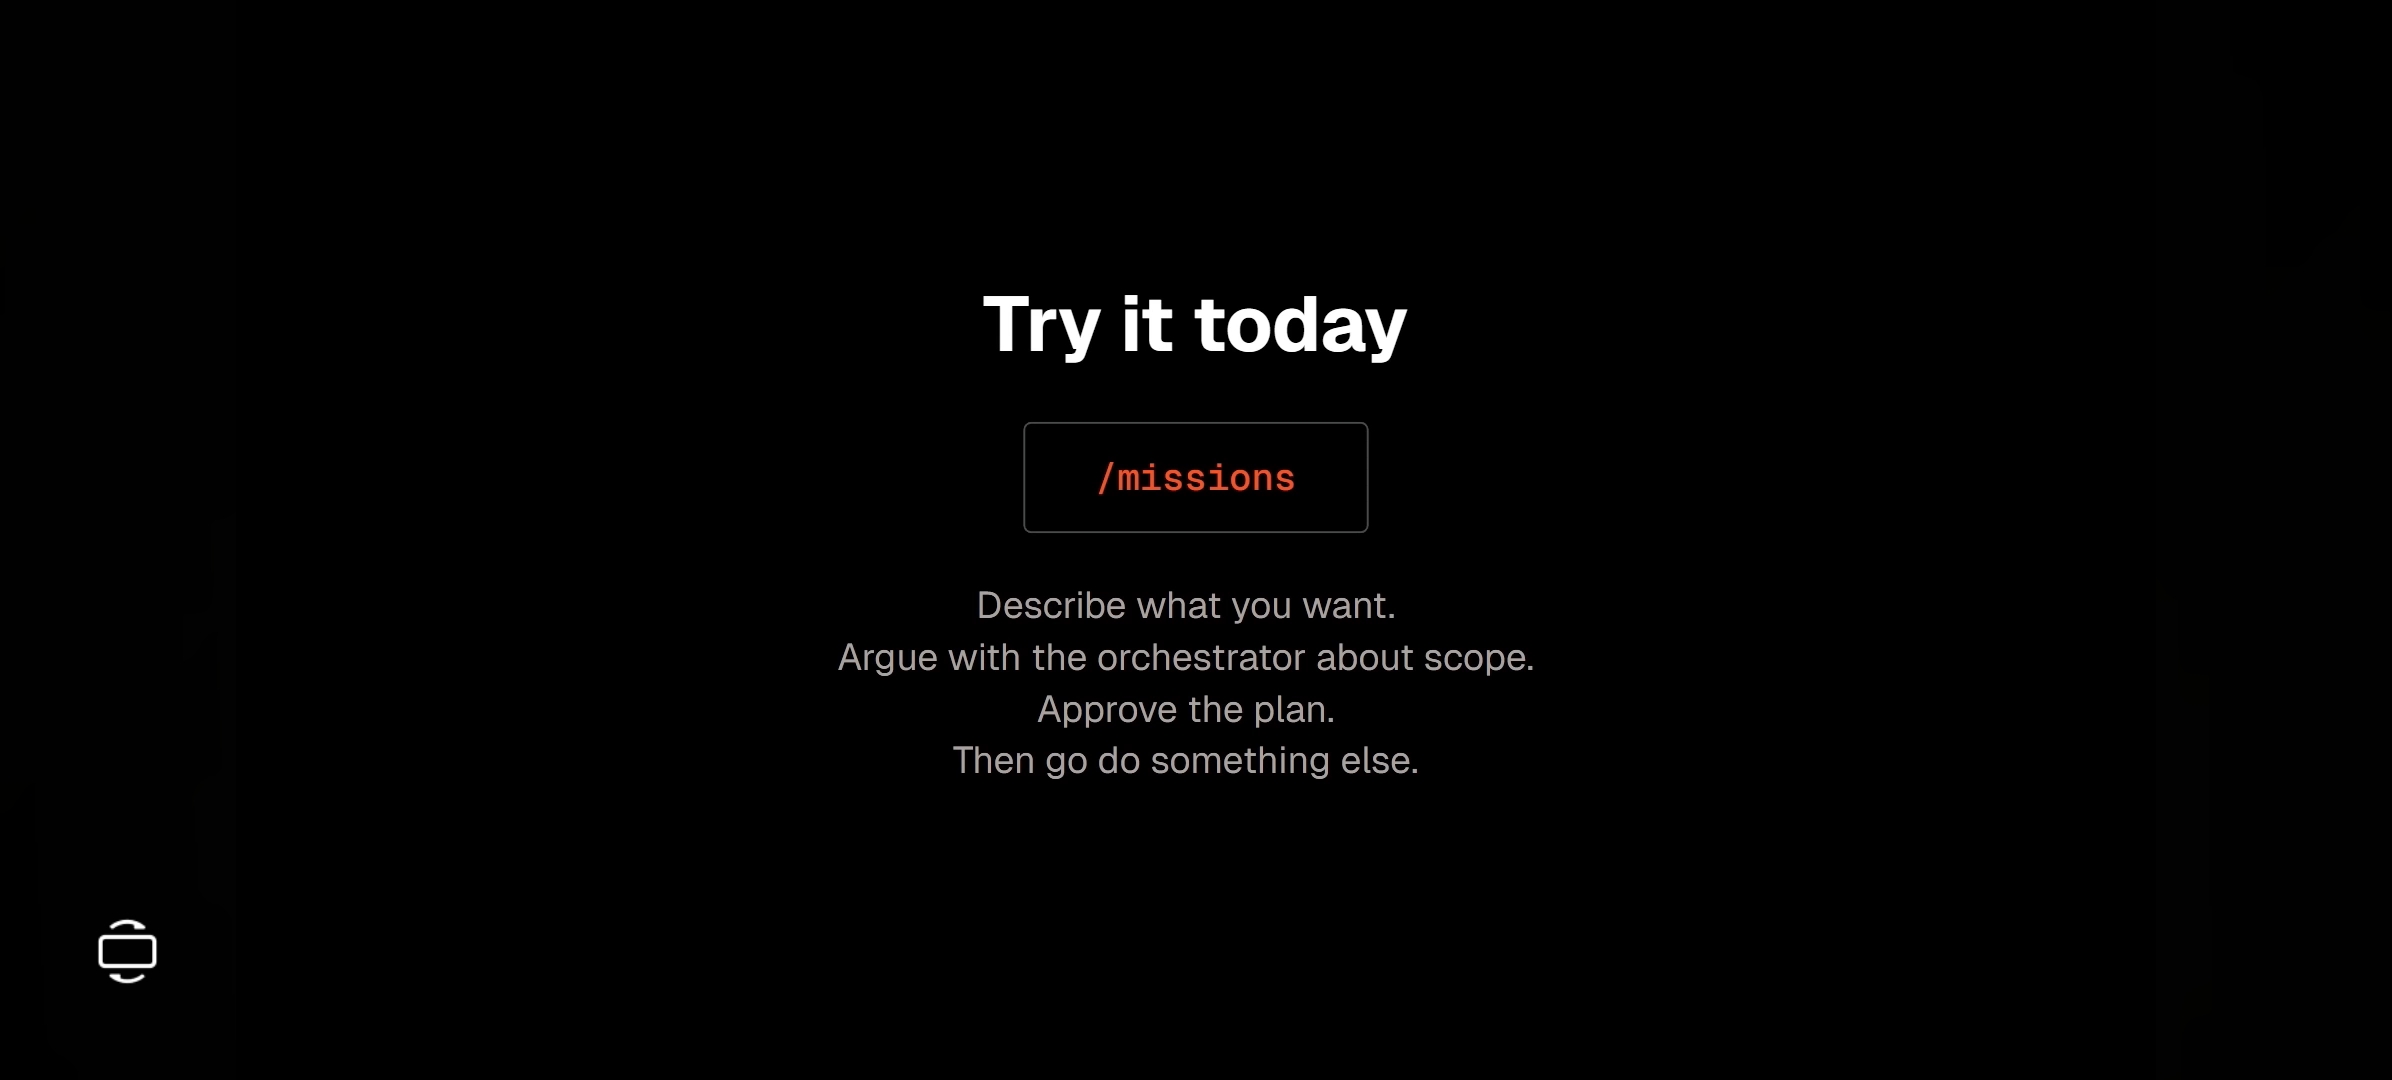 Try it today
/missions
Describe what you want.
Argue with the orchestrator about scope.
Approve the plan.
Then go do something else.